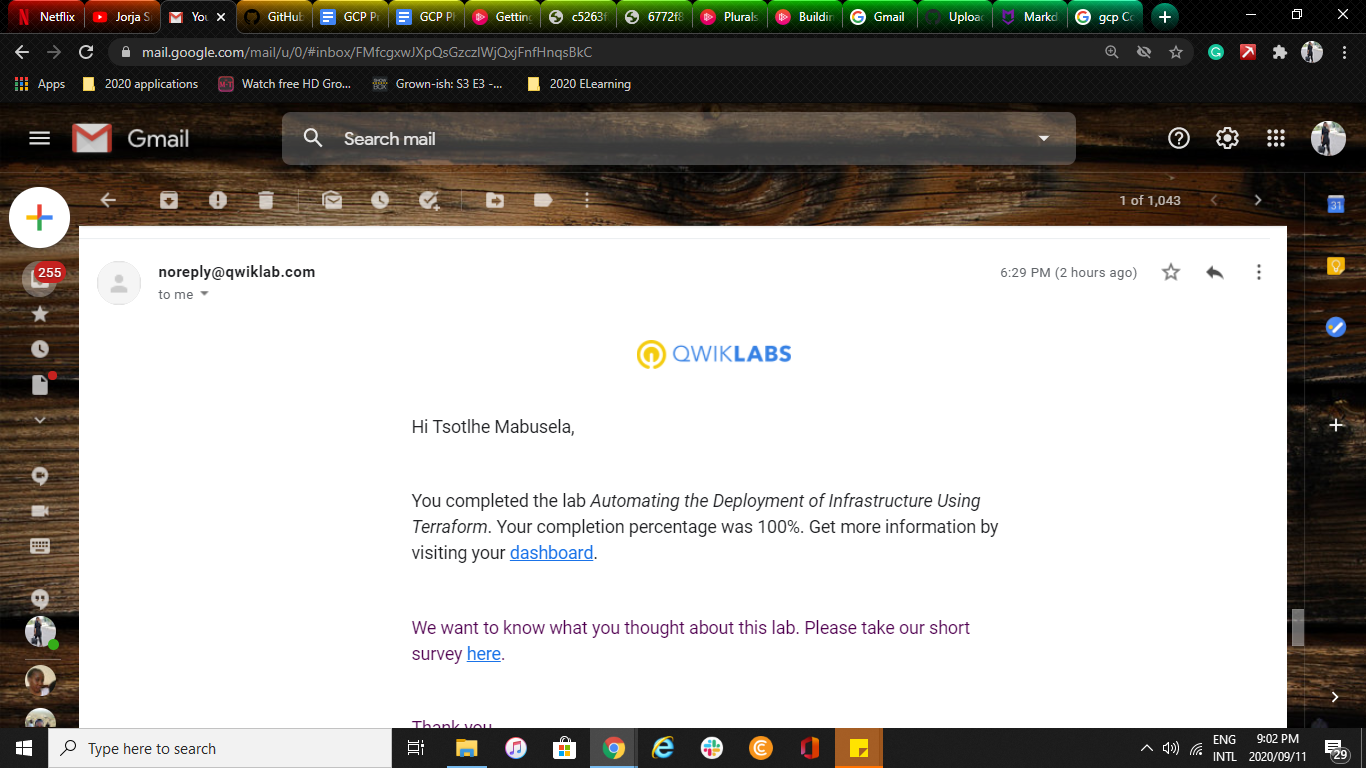 Netflix
Jorja S
You
GitHub
GCP P
GCP Pl
Getting
c5263f
6772f8
Plurals
Buildin
Gmail
Uploa
Markd
gcp Co
mail.google.com/mail/u/0/#inbox/FMfcgxwJXpQsGzczlWjQxjFnfHnqsBkC
Apps
2020 applications
Watch free HD Gro...
Grown-ish: S3 E3 -...
2020 ELearning
Gmail
Search mail
1 of 1,043
31
255
noreply@qwiklab.com
6:29 PM (2 hours ago)
to me
QWIKLABS
Hi Tsotlhe Mabusela,
You completed the lab Automating the Deployment of Infrastructure Using
Terraform. Your completion percentage was 100%. Get more information by
visiting your dashboard.
We want to know what you thought about this lab. Please take our short
survey here.
Thank you
Type here to search
ENG
INTL
9:02 PM
2020/09/11
29